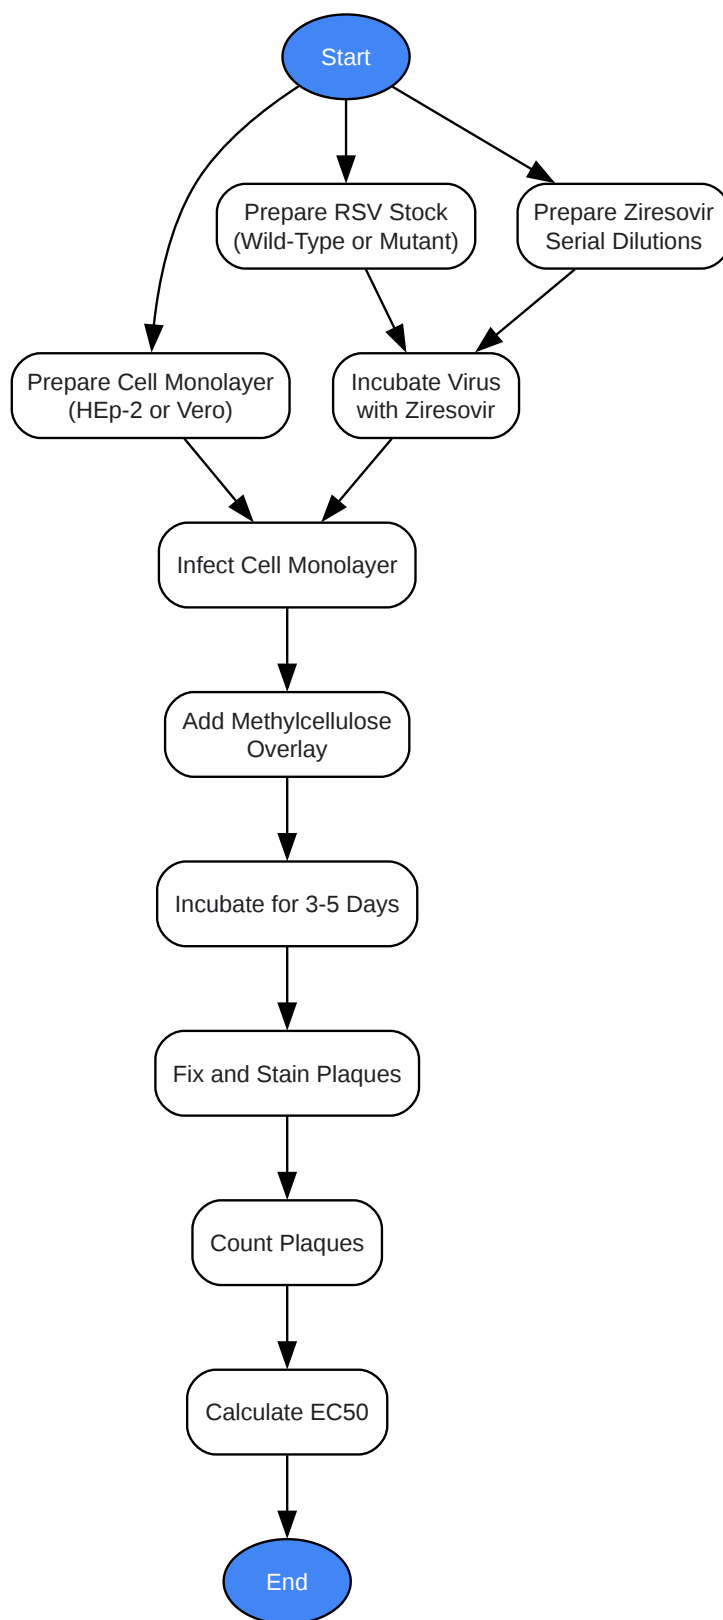 Start
Prepare RSV Stock
(Wild-Type or Mutant)
Prepare Ziresovir
Serial Dilutions
Prepare Cell Monolayer
(HEp-2 or Vero)
Incubate Virus
with Ziresovir
Infect Cell Monolayer
Add Methylcellulose
Overlay
Incubate for 3-5 Days
Fix and Stain Plaques
Count Plaques
Calculate EC50
End